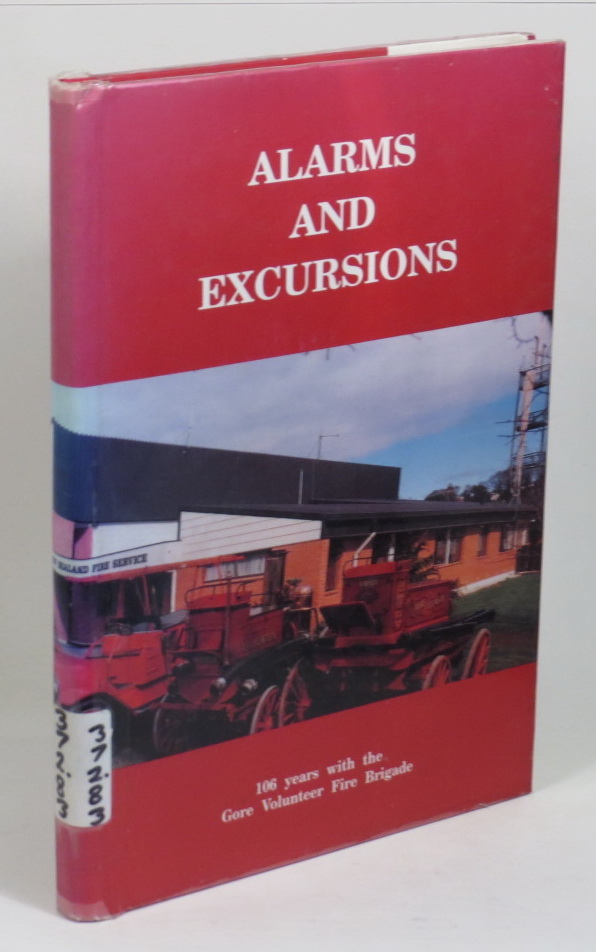 ALARMS
AND
EXCURSIONS
ZEALAND FIRE SERVICE
106 years with the
Gore Volunteer Fire Brigade
37283